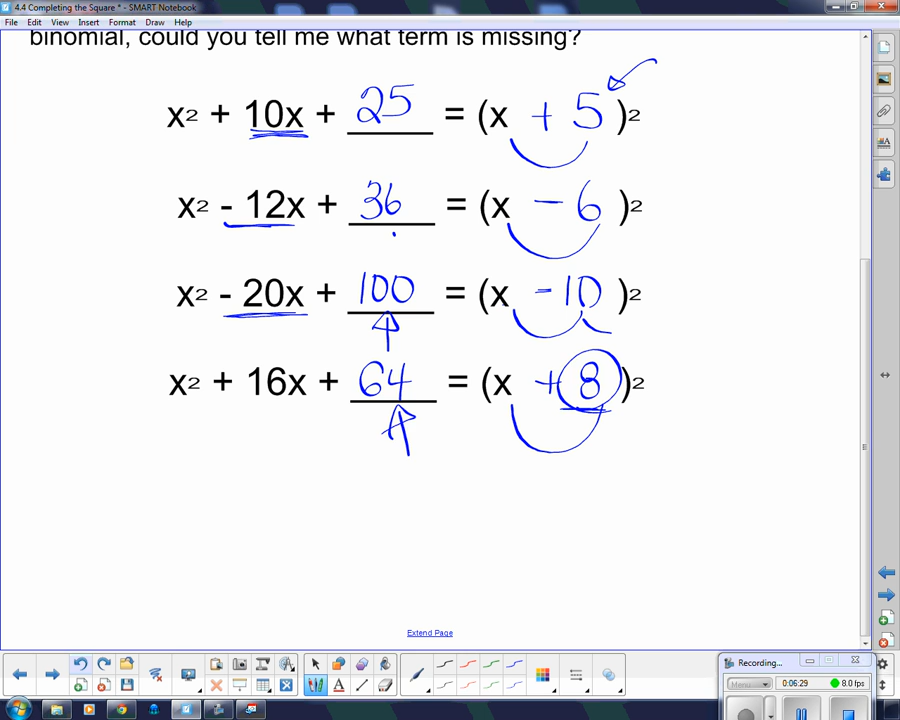 4.4 Completing the Square * - SMART Notebook
File Edit View Insert Format Draw Help
binomial, could you tell me what term is missing?
x² + 10x + 25 = (x + 5 )²
x² - 12x + 36 = (x - 6 )²
x² - 20x + 100 = (x - 10 )²
x² + 16x + 64 = (x + 8 )²
Extend Page
Recording...
Menu 0:06:29 8.0 fps